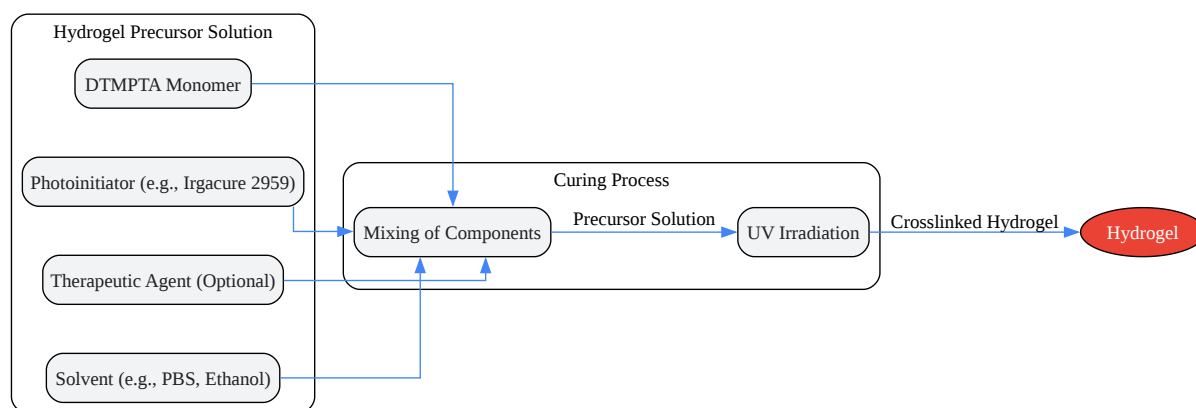 Hydrogel Precursor Solution
DTMPTA Monomer
Photoinitiator (e.g., Irgacure 2959)
Therapeutic Agent (Optional)
Solvent (e.g., PBS, Ethanol)
Curing Process
Mixing of Components
Precursor Solution
UV Irradiation
Crosslinked Hydrogel
Hydrogel